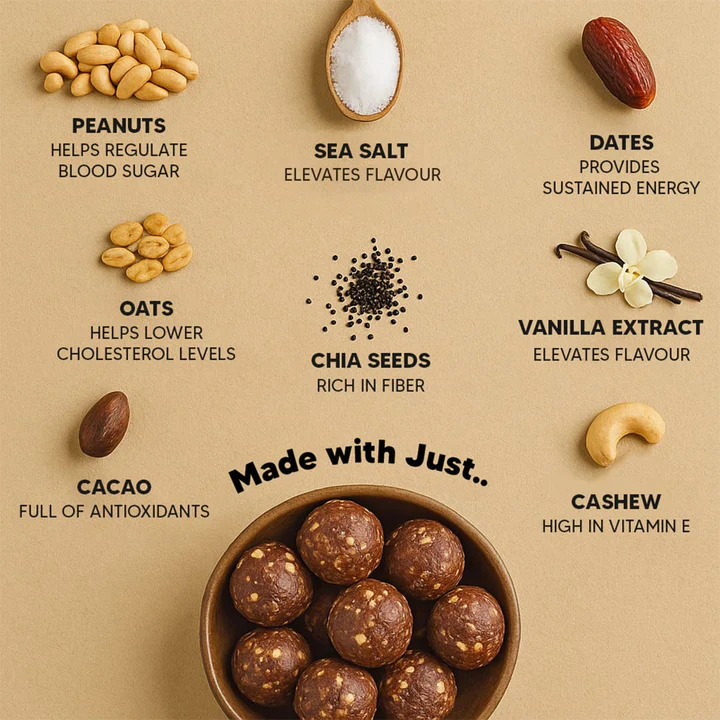 PEANUTS
HELPS REGULATE
BLOOD SUGAR
SEA SALT
ELEVATES FLAVOUR
DATES
PROVIDES
SUSTAINED ENERGY
OATS
HELPS LOWER
CHOLESTEROL LEVELS
CHIA SEEDS
RICH IN FIBER
VANILLA EXTRACT
ELEVATES FLAVOUR
CACAO
FULL OF ANTIOXIDANTS
Made with Just..
CASHEW
HIGH IN VITAMIN E